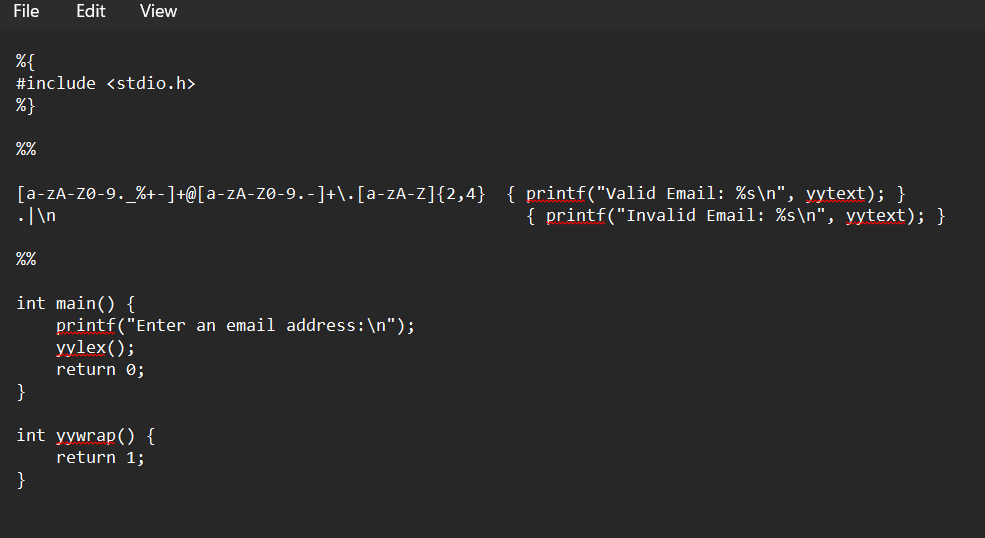 File Edit View
%{
#include <stdio.h>
%}
%%
[a-zA-Z0-9._%+-]+@[a-zA-Z0-9.-]+\.[a-zA-Z]{2,4}  { printf("Valid Email: %s\n", yytext); }
.|\n                                               { printf("Invalid Email: %s\n", yytext); }
%%
int main() {
    printf("Enter an email address:\n");
    yylex();
    return 0;
}
int yywrap() {
    return 1;
}